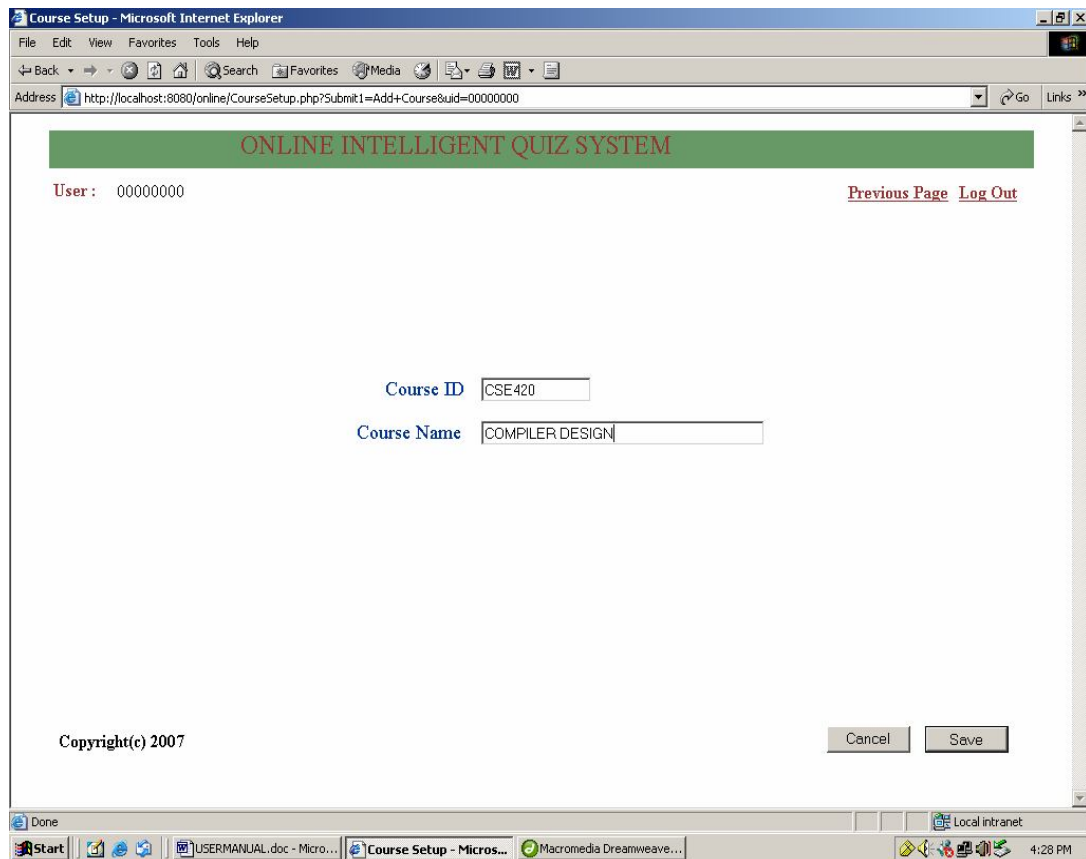 Course Setup - Microsoft Internet Explorer
File Edit View Favorites Tools Help
Back Search Favorites Media
Address http://localhost:8080/online/CourseSetup.php?Submit1=Add+Course&uid=00000000 Go Links »
ONLINE INTELLIGENT QUIZ SYSTEM
User : 00000000 Previous Page Log Out
Course ID CSE420
Course Name COMPILER DESIGN
Copyright(c) 2007 Cancel Save
Done Local intranet
Start USERMANUAL.doc - Micro... Course Setup - Micros... Macromedia Dreamweave... 4:28 PM